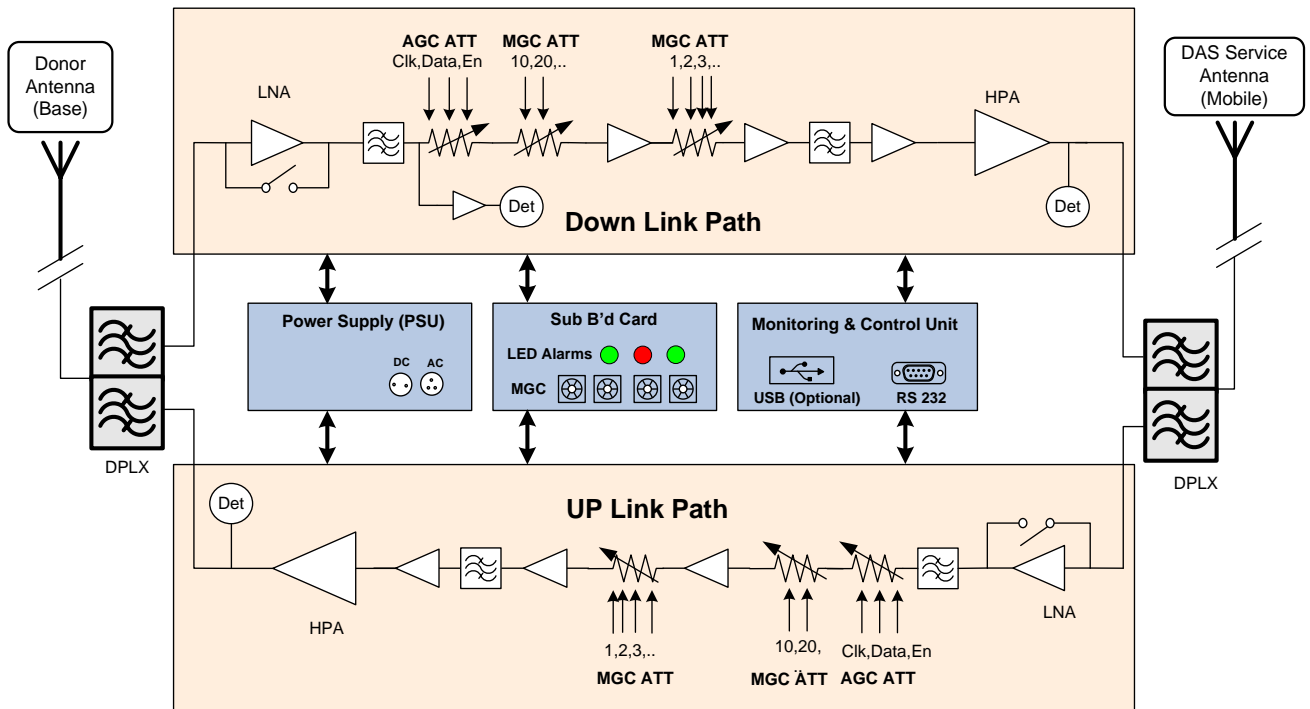 Donor
Antenna
(Base)
AGC ATT
Clk,Data,En
MGC ATT
10,20,..
MGC ATT
1,2,3,..
LNA
HPA
DAS Service
Antenna
(Mobile)
Det
Det
Down Link Path
Power Supply (PSU)
DC
AC
Sub B'd Card
LED Alarms
MGC
Monitoring & Control Unit
USB (Optional)
RS 232
DPLX
DPLX
Det
UP Link Path
HPA
LNA
1,2,3,..
MGC ATT
10,20,
..
MGC ATT
Clk,Data,En
AGC ATT